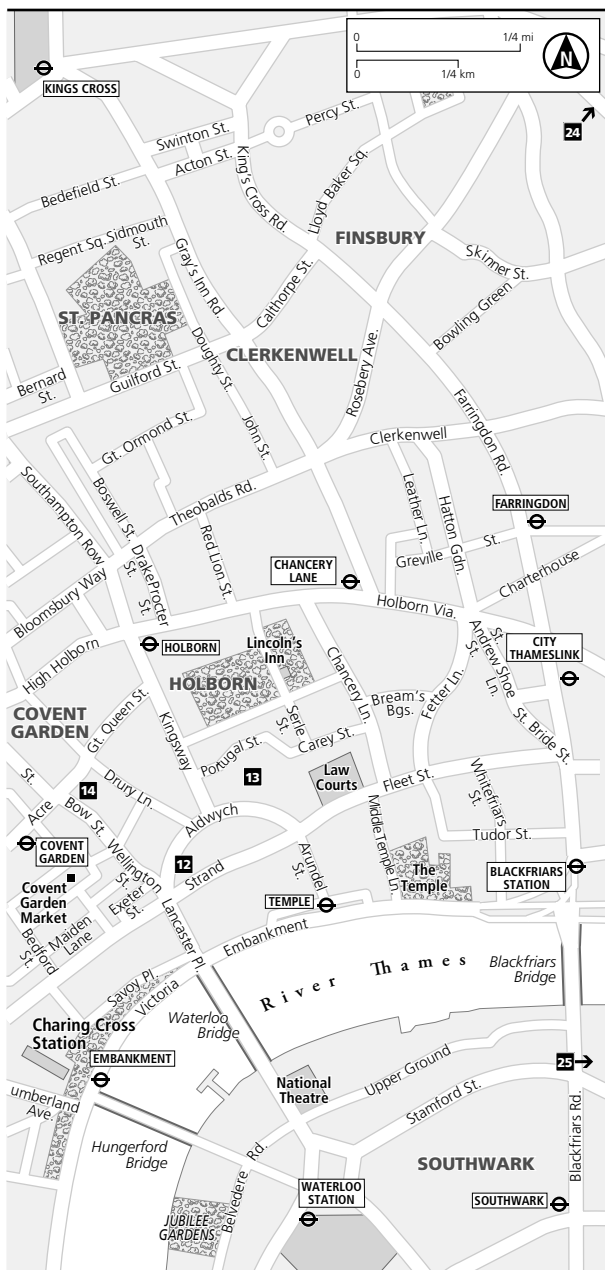 0 1/4 mi
0 1/4 km
N
KINGS CROSS
24
Percy St.
Swinton St.
Acton St.
King's Cross Rd.
Lloyd Baker Sq.
Bedefield St.
FINSBURY
Regent Sq.
Sidmouth
St.
Gray's Inn Rd.
Skinner St.
Calthorpe St.
Bowling Green
ST. PANCRAS
CLERKENWELL
Doughty St.
Rosebery Ave.
Bernard
St.
Guilford St.
Farringdon Rd.
Gt. Ormond St.
John St.
Clerkenwell
Southampton Row
Boswell St.
Theobalds Rd.
Leather Ln.
Hatton Gdn.
FARRINGDON
Red Lion St.
Drake
Procter
St.
Greville St.
CHANCERY
LANE
Charterhouse
St.
Bloomsbury Way
Holborn Via.
High Holborn
HOLBORN
Lincoln's
Inn
Chancery Ln.
St. Andrew
Shoe
Ln.
CITY
THAMESLINK
HOLBORN
Bream's
Bgs.
Fetter Ln.
COVENT
GARDEN
Gt. Queen St.
Kingsway
Serle
St.
St. Bride St.
Portugal St.
Carey St.
13
Law
Courts
Fleet St.
Whitefriars
St.
St.
Acre
14
Drury Ln.
Bow St.
Aldwych
Middle Temple Ln.
Tudor St.
COVENT
GARDEN
Wellington
St.
12
Strand
Arundel
St.
The
Temple
BLACKFRIARS
STATION
Covent
Garden
Market
Exeter
St.
TEMPLE
Maiden
Lane
Bedford
St.
Lancaster Pl.
Embankment
Savoy Pl.
Victoria
River Thames
Blackfriars
Bridge
Waterloo
Bridge
Charing Cross
Station
EMBANKMENT
25
National
Theatre
Upper Ground
Stamford St.
umberland
Ave.
Hungerford
Bridge
Belvedere Rd.
Blackfriars Rd.
SOUTHWARK
WATERLOO
STATION
SOUTHWARK
JUBILEE
GARDENS